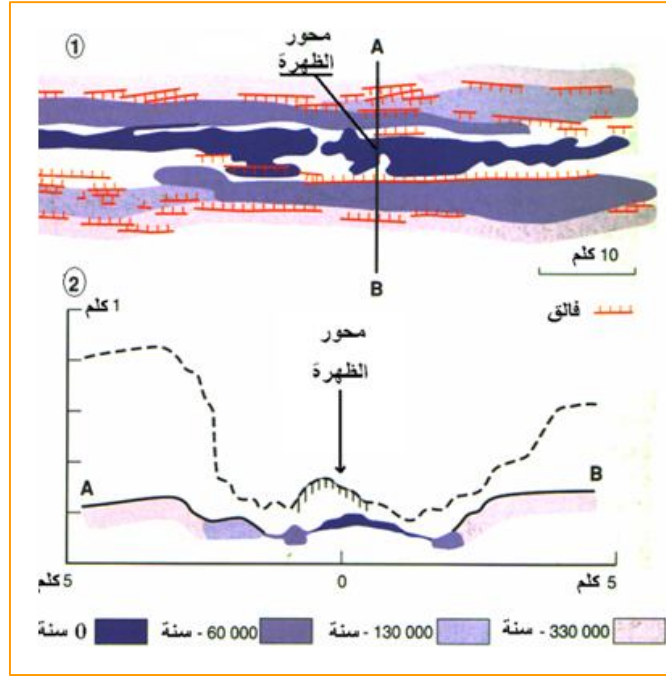 1
محور
الظهرة
A
B
10 كلم
فالق
2
1 كلم
محور
الظهرة
A
B
5 كلم
0
5 كلم
0 سنة
60 000 - سنة
130 000 - سنة
330 000 - سنة